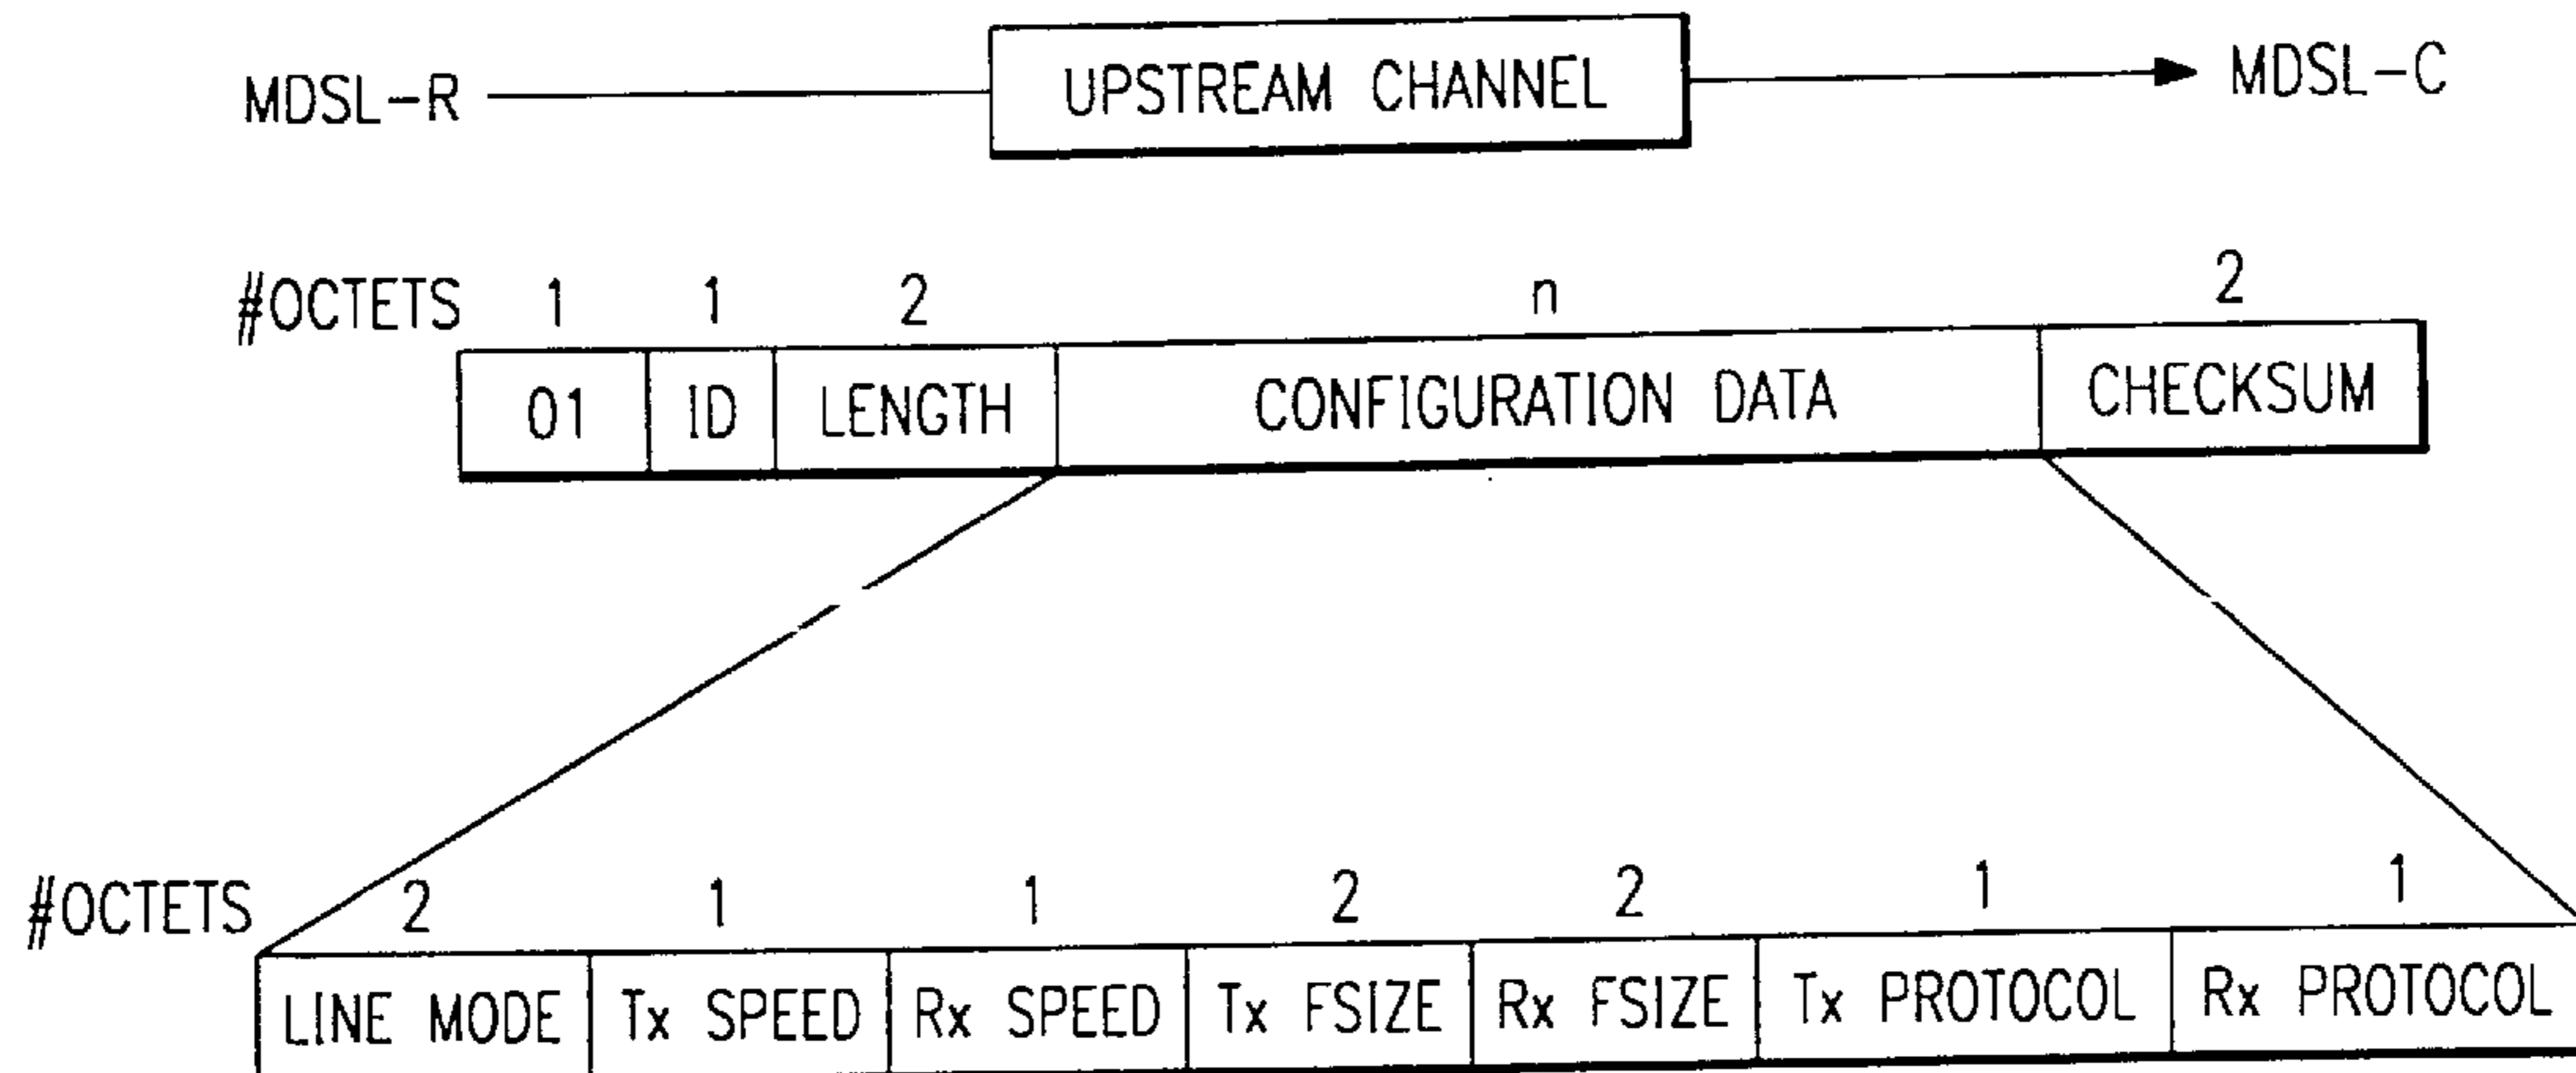 MDSL-R UPSTREAM CHANNEL MDSL-C
#OCTETS 1 1 2 n 2
01 ID LENGTH CONFIGURATION DATA CHECKSUM
#OCTETS 2 1 1 2 2 1 1
LINE MODE Tx SPEED Rx SPEED Tx FSIZE Rx FSIZE Tx PROTOCOL Rx PROTOCOL